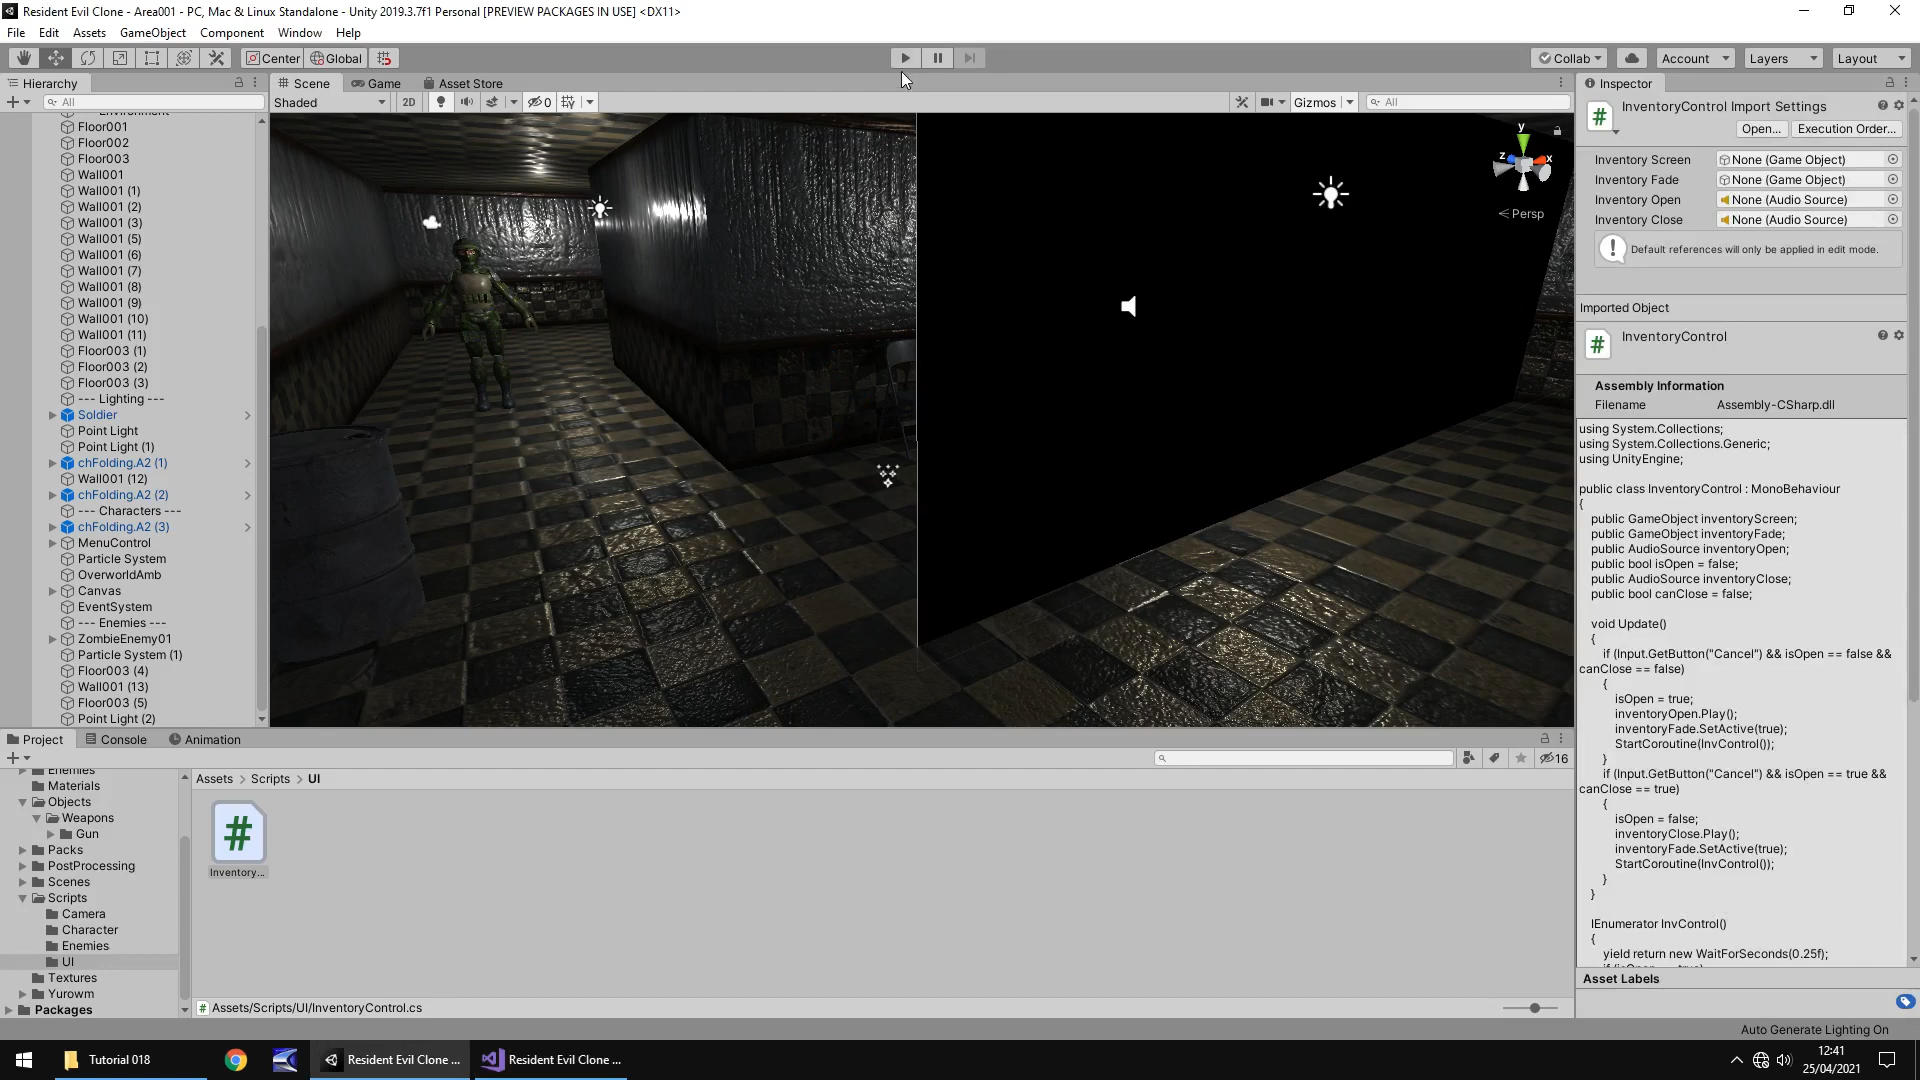 Resident Evil Clone - Area001 - PC, Mac & Linux Standalone - Unity 2019.3.7f1 Personal [PREVIEW PACKAGES IN USE] <DX11>
File Edit Assets GameObject Component Window Help
Center Global Collab Account Layers Layout
Hierarchy
All
Environment
Floor001
Floor002
Floor003
Wall001
Wall001 (1)
Wall001 (2)
Wall001 (3)
Wall001 (5)
Wall001 (6)
Wall001 (7)
Wall001 (8)
Wall001 (9)
Wall001 (10)
Wall001 (11)
Floor003 (1)
Floor003 (2)
Floor003 (3)
--- Lighting ---
Soldier
Point Light
Point Light (1)
chFolding.A2 (1)
Wall001 (12)
chFolding.A2 (2)
--- Characters ---
chFolding.A2 (3)
MenuControl
Particle System
OverworldAmb
Canvas
EventSystem
--- Enemies ---
ZombieEnemy01
Particle System (1)
Floor003 (4)
Wall001 (13)
Floor003 (5)
Point Light (2)
Scene Game Asset Store
Shaded 2D 0 Gizmos All
y
z x
Persp
Inspector
InventoryControl Import Settings
Open... Execution Order...
Inventory Screen None (Game Object)
Inventory Fade None (Game Object)
Inventory Open None (Audio Source)
Inventory Close None (Audio Source)
Default references will only be applied in edit mode.
Imported Object
InventoryControl
Assembly Information
Filename Assembly-CSharp.dll
using System.Collections;
using System.Collections.Generic;
using UnityEngine;
public class InventoryControl : MonoBehaviour
{
public GameObject inventoryScreen;
public GameObject inventoryFade;
public AudioSource inventoryOpen;
public bool isOpen = false;
public AudioSource inventoryClose;
public bool canClose = false;
void Update()
{
if (Input.GetButton("Cancel") && isOpen == false &&
canClose == false)
{
isOpen = true;
inventoryOpen.Play();
inventoryFade.SetActive(true);
StartCoroutine(InvControl());
}
if (Input.GetButton("Cancel") && isOpen == true &&
canClose == true)
{
isOpen = false;
inventoryClose.Play();
inventoryFade.SetActive(true);
StartCoroutine(InvControl());
}
}
IEnumerator InvControl()
{
yield return new WaitForSeconds(0.25f);
Asset Labels
Project Console Animation
16
Enemies
Materials
Objects
Weapons
Gun
Packs
PostProcessing
Scenes
Scripts
Camera
Character
Enemies
UI
Textures
Yurowm
Packages
Assets > Scripts > UI
Inventory...
Assets/Scripts/UI/InventoryControl.cs
Auto Generate Lighting On
Tutorial 018
Resident Evil Clone ...
Resident Evil Clone ...
12:41
25/04/2021